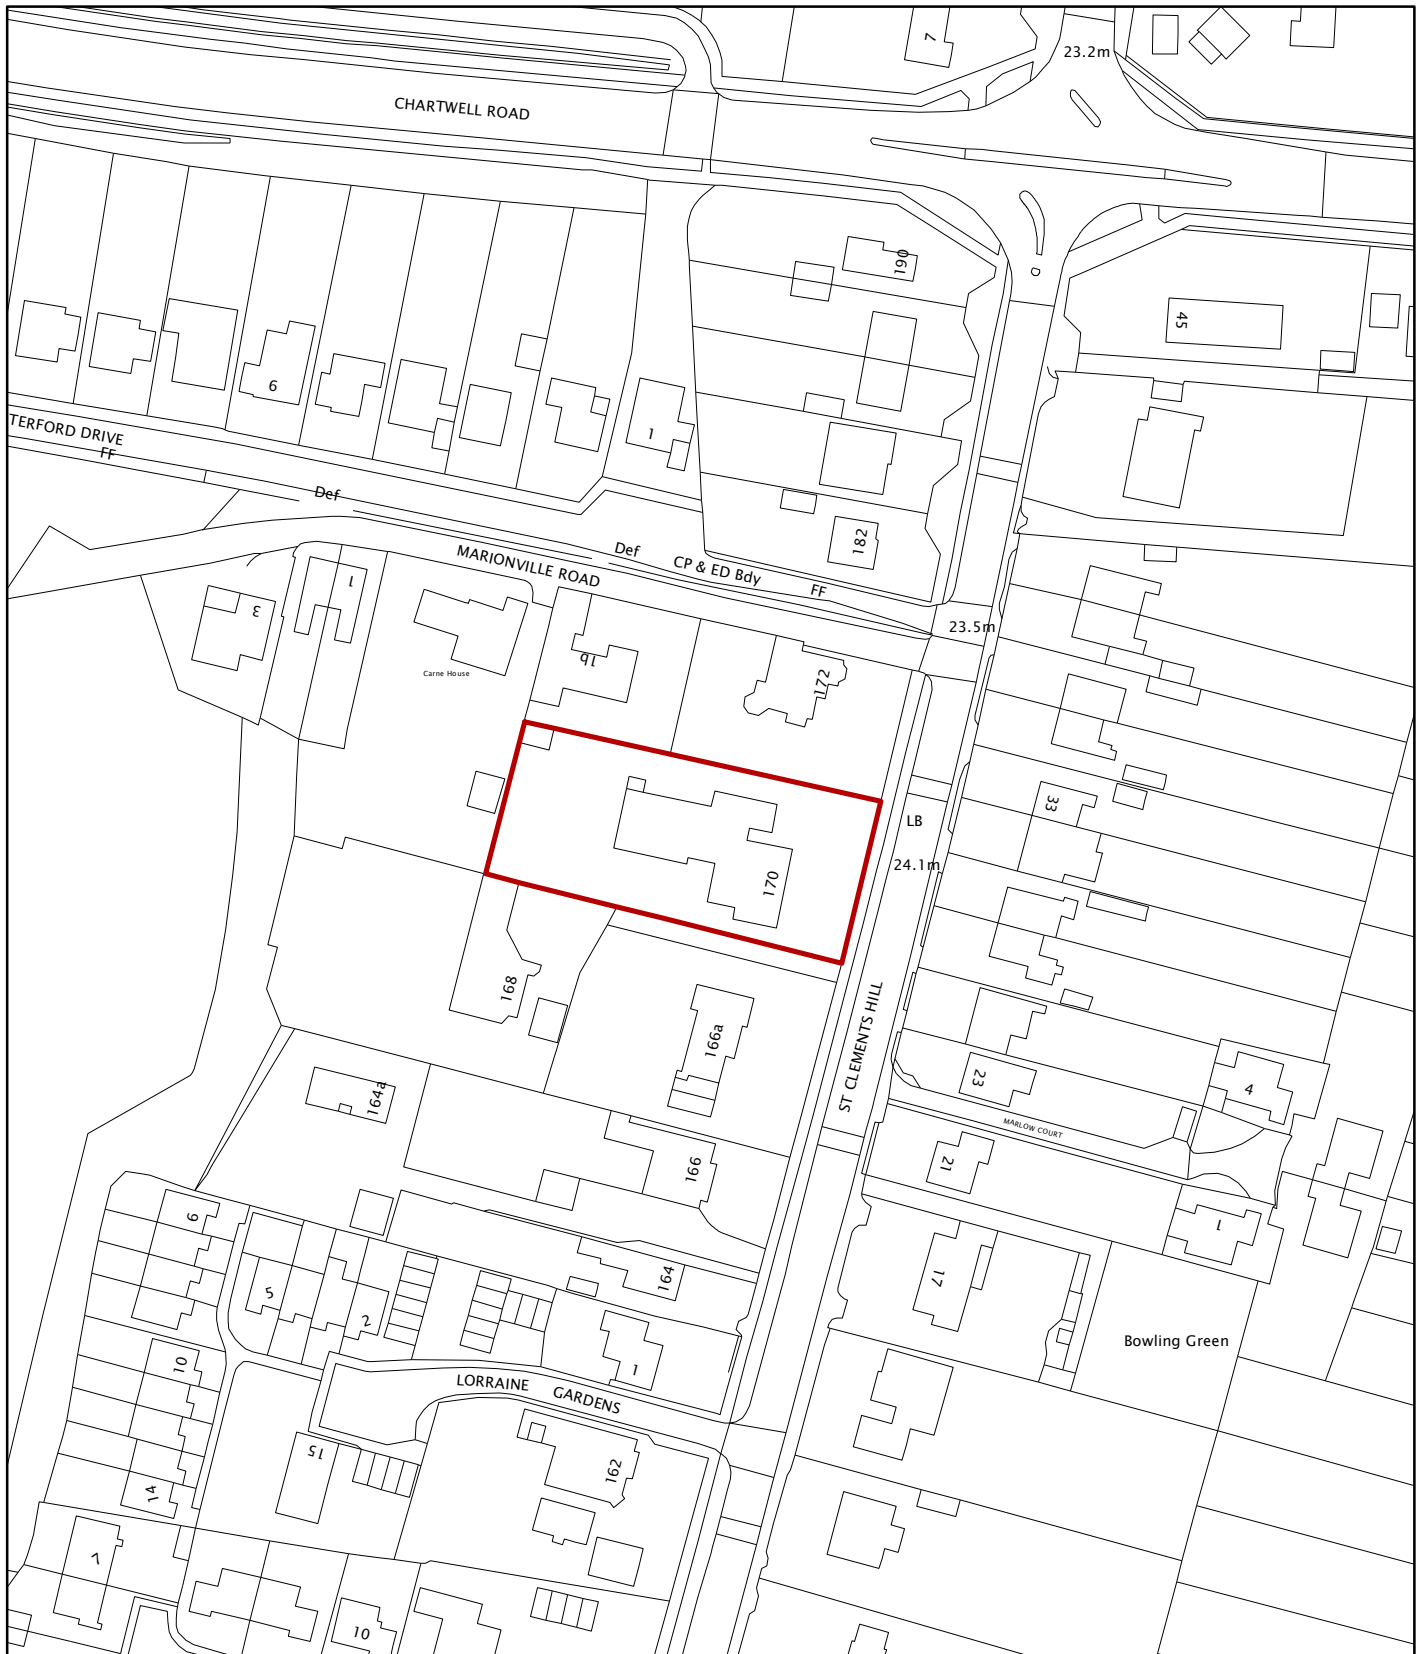 7
23.2m
CHARTWELL ROAD
160
45
6
1
TERFORD DRIVE
FF
Def
182
MARIONVILLE ROAD
Def
CP & ED Bdy
FF
23.5m
3
1
Carne House
1b
172
33
LB
24.1m
170
168
166a
ST CLEMENTS HILL
23
4
164a
MARLOW COURT
166
21
9
1
164
17
5
2
10
1
Bowling Green
LORRAINE GARDENS
15
162
14
7
10